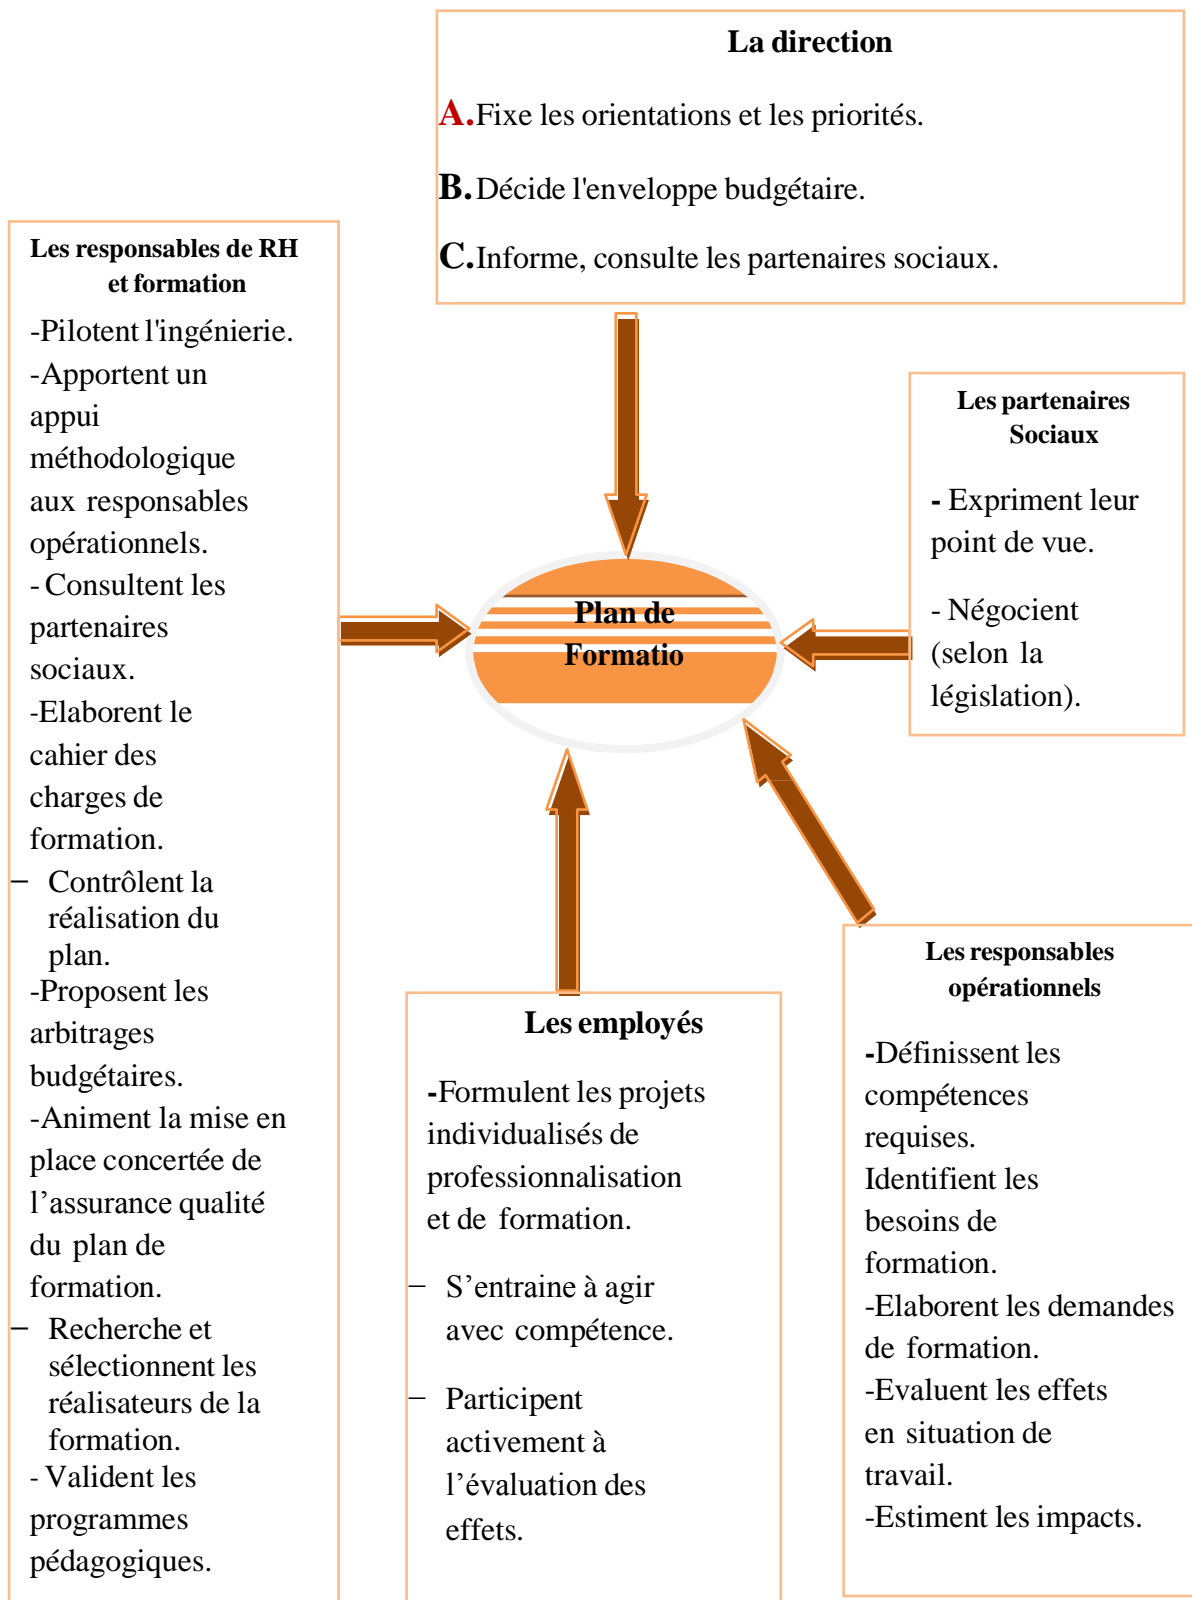 La direction
A.Fixe les orientations et les priorités.
B.Décide l'enveloppe budgétaire.
C.Informe, consulte les partenaires sociaux.
Les responsables de RH
et formation
-Pilotent l'ingénierie.
-Apportent un
appui
méthodologique
aux responsables
opérationnels.
- Consultent les
partenaires
sociaux.
-Elaborent le
cahier des
charges de
formation.
– Contrôlent la
réalisation du
plan.
-Proposent les
arbitrages
budgétaires.
-Animent la mise en
place concertée de
l’assurance qualité
du plan de
formation.
– Recherche et
sélectionnent les
réalisateurs de la
formation.
- Valident les
programmes
pédagogiques.
Plan de
Formatio
Les partenaires
Sociaux
- Expriment leur
point de vue.
- Négocient
(selon la
législation).
Les employés
-Formulent les projets
individualisés de
professionnalisation
et de formation.
– S’entraine à agir
avec compétence.
– Participent
activement à
l’évaluation des
effets.
Les responsables
opérationnels
-Définissent les
compétences
requises.
Identifient les
besoins de
formation.
-Elaborent les demandes
de formation.
-Evaluent les effets
en situation de
travail.
-Estiment les impacts.